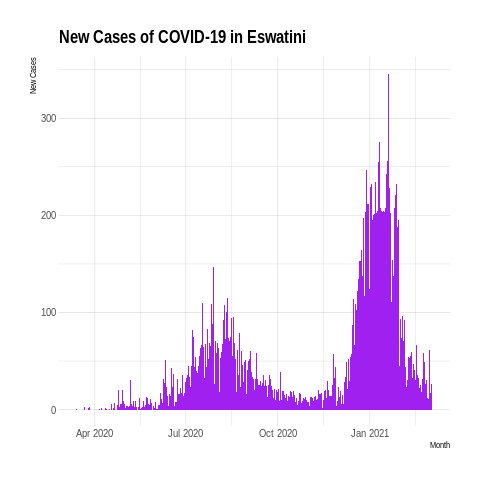 New Cases of COVID-19 in Eswatini
New Cases
300
200
100
0
Apr 2020
Jul 2020
Oct 2020
Jan 2021
Month